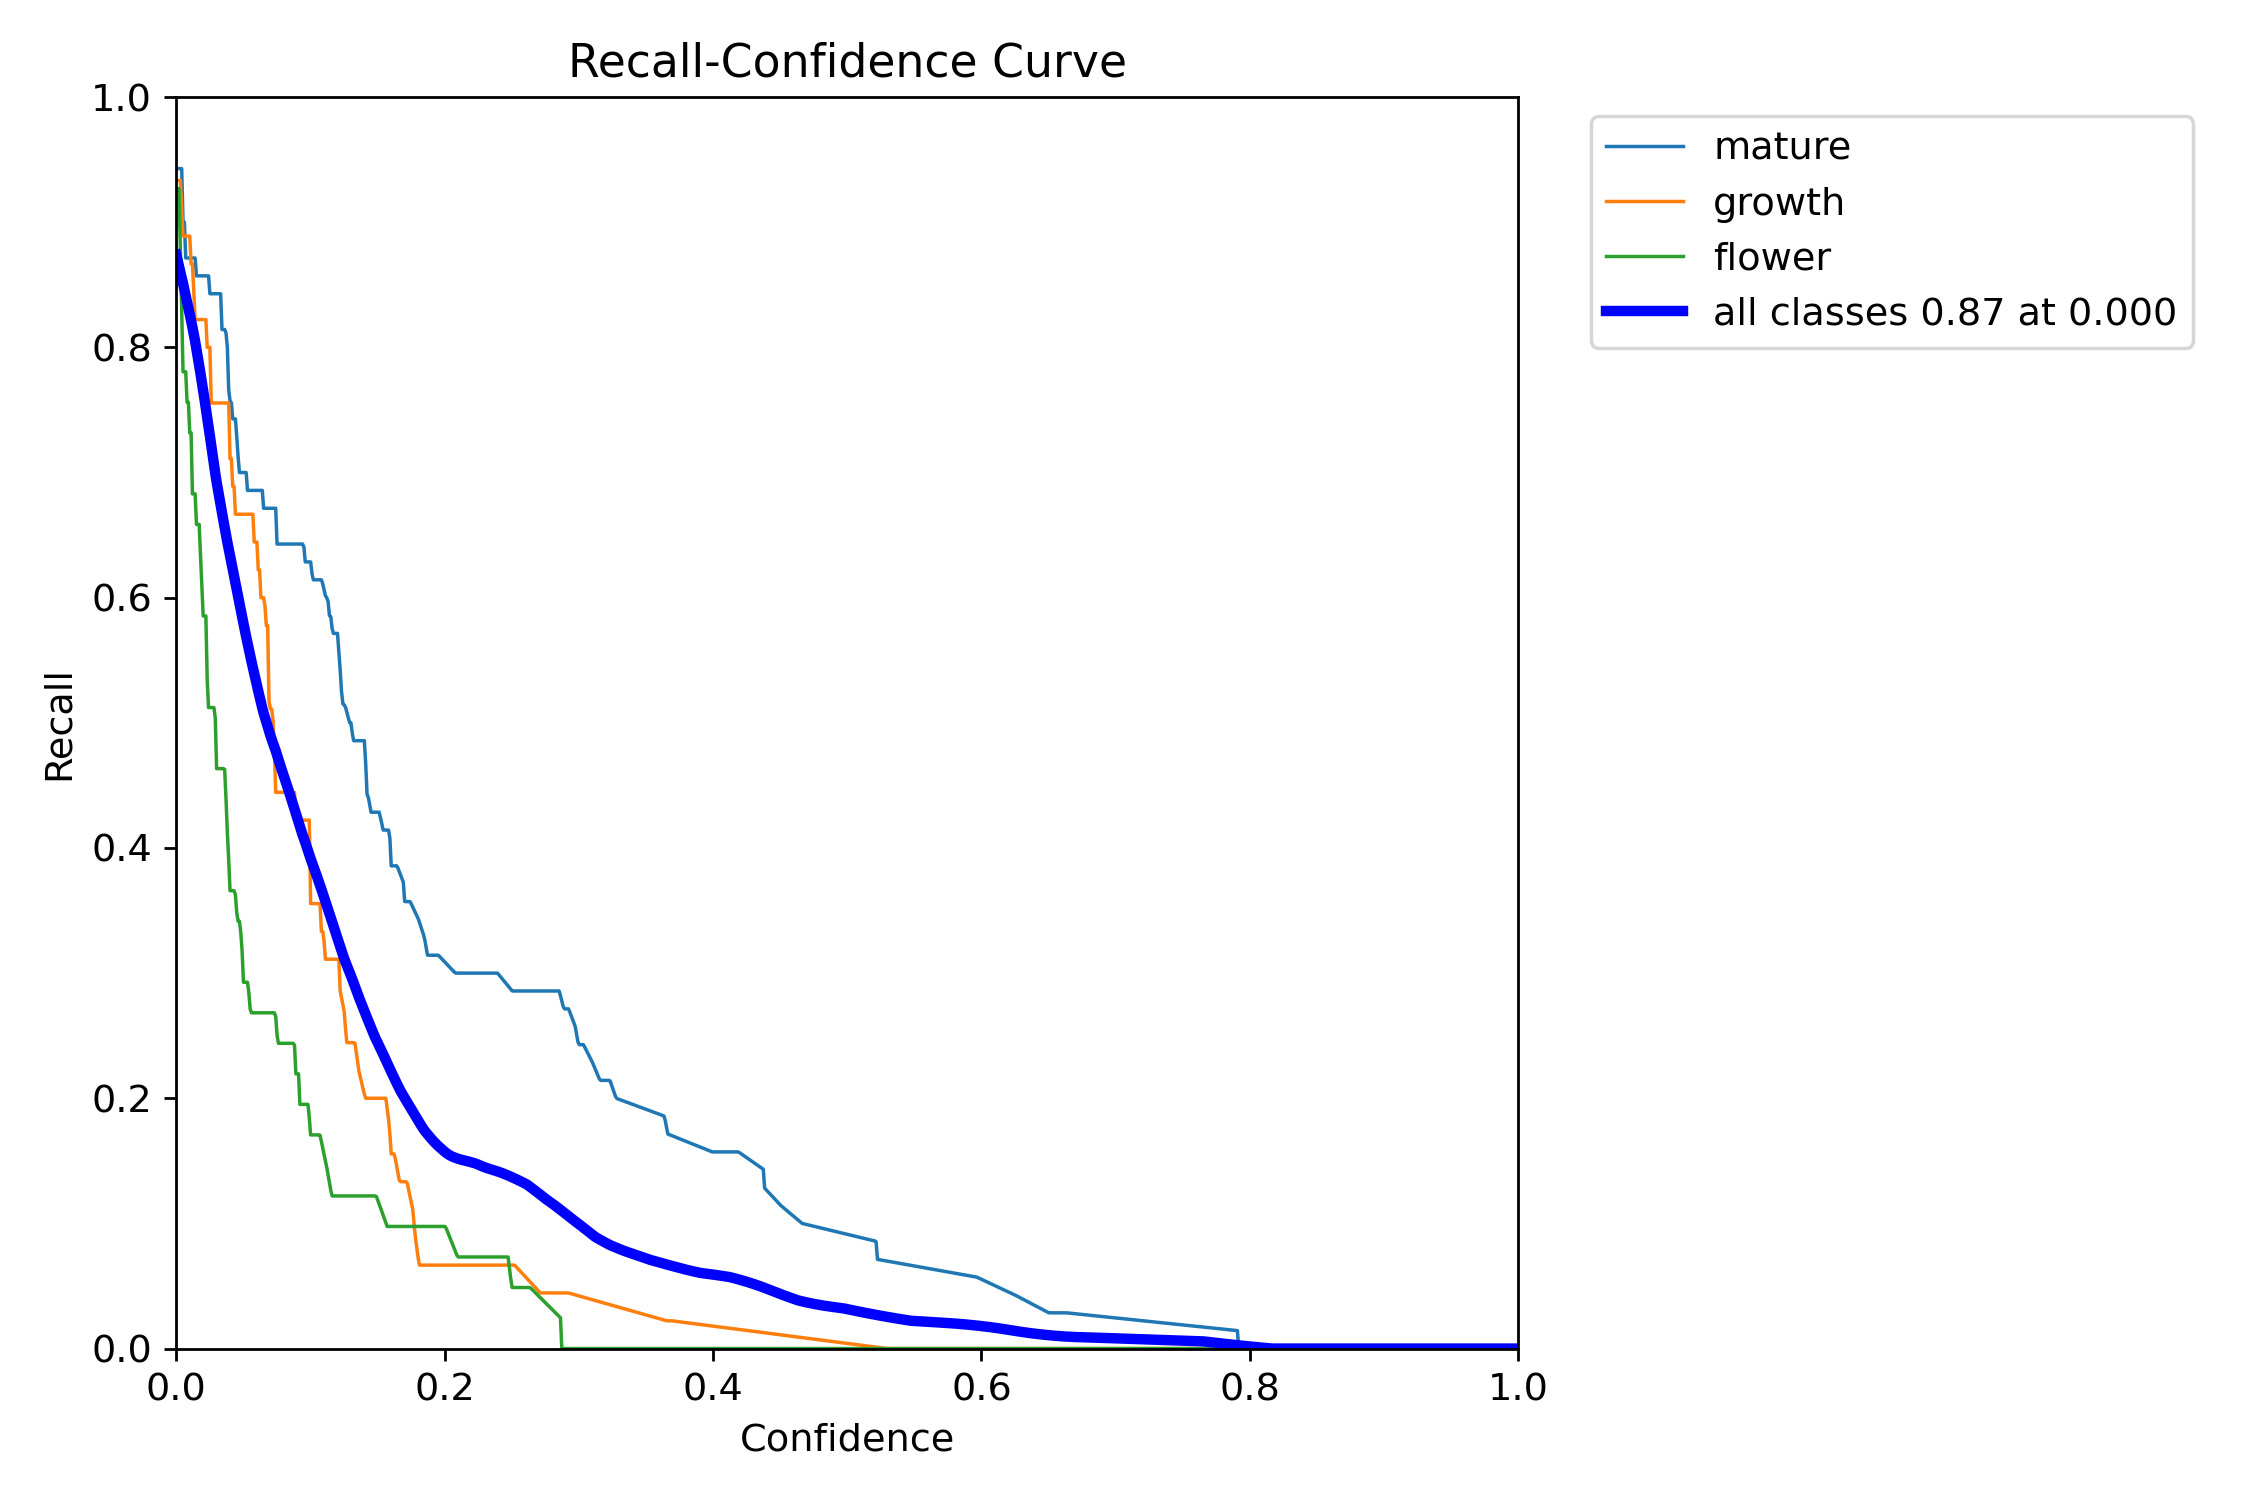 Recall-Confidence Curve
1.0
0.8
0.6
0.4
0.2
0.0
Recall
0.0 0.2 0.4 0.6 0.8 1.0
Confidence
mature
growth
flower
all classes 0.87 at 0.000